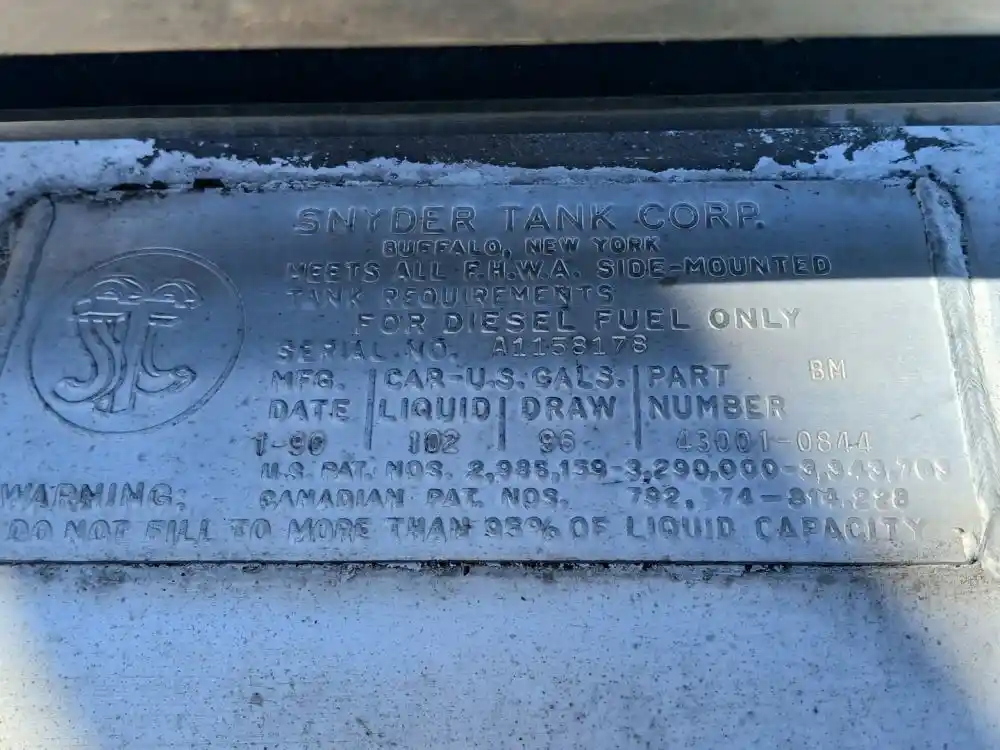 SNYDER TANK CORP.
BUFFALO, NEW YORK
MEETS ALL F.H.W.A. SIDE-MOUNTED
TANK REQUIREMENTS
FOR DIESEL FUEL ONLY
SERIAL NO. A1158178
MFG. CAR-U.S. GALS. PART BM
DATE LIQUID DRAW NUMBER
1-90 102 96 43001-0844
U.S. PAT. NOS. 2,985,159-3,290,000-
WARNING: CANADIAN PAT. NOS.
DO NOT FILL TO MORE THAN 95% OF LIQUID CAPACITY